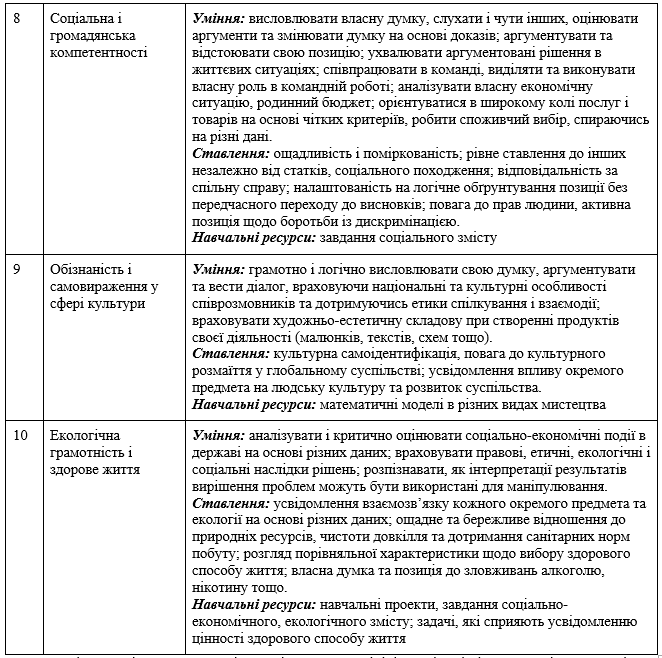 8 Соціальна і громадянська компетентності
Уміння: висловлювати власну думку, слухати і чути інших, оцінювати
аргументи та змінювати думку на основі доказів; аргументувати та
відстоювати свою позицію; ухвалювати аргументовані рішення в
життєвих ситуаціях; співпрацювати в команді, виділяти та виконувати
власну роль в командній роботі; аналізувати власну економічну
ситуацію, родинний бюджет; орієнтуватися в широкому колі послуг і
товарів на основі чітких критеріїв, робити споживчий вибір, спираючись
на різні дані.
Ставлення: ощадливість і поміркованість; рівне ставлення до інших
незалежно від статків, соціального походження; відповідальність за
спільну справу; налаштованість на логічне обґрунтування позиції без
передчасного переходу до висновків; повага до прав людини, активна
позиція щодо боротьби із дискримінацією.
Навчальні ресурси: завдання соціального змісту
9 Обізнаність і самовираження у сфері культури
Уміння: грамотно і логічно висловлювати свою думку, аргументувати
та вести діалог, враховуючи національні та культурні особливості
співрозмовників та дотримуючись етики спілкування і взаємодії;
враховувати художньо-естетичну складову при створенні продуктів
своєї діяльності (малюнків, текстів, схем тощо).
Ставлення: культурна самоідентифікація, повага до культурного
розмаїття у глобальному суспільстві; усвідомлення впливу окремого
предмета на людську культуру та розвиток суспільства.
Навчальні ресурси: математичні моделі в різних видах мистецтва
10 Екологічна грамотність і здорове життя
Уміння: аналізувати і критично оцінювати соціально-економічні події в
державі на основі різних даних; враховувати правові, етичні, екологічні і
соціальні наслідки рішень; розпізнавати, як інтерпретації результатів
вирішення проблем можуть бути використані для маніпулювання.
Ставлення: усвідомлення взаємозв’язку кожного окремого предмета та
екології на основі різних даних; ощадне та бережливе відношення до
природніх ресурсів, чистоти довкілля та дотримання санітарних норм
побуту; розгляд порівняльної характеристики щодо вибору здорового
способу життя; власна думка та позиція до зловживань алкоголю,
нікотину тощо.
Навчальні ресурси: навчальні проекти, завдання соціально-
економічного, екологічного змісту; задачі, які сприяють усвідомленню
цінності здорового способу життя